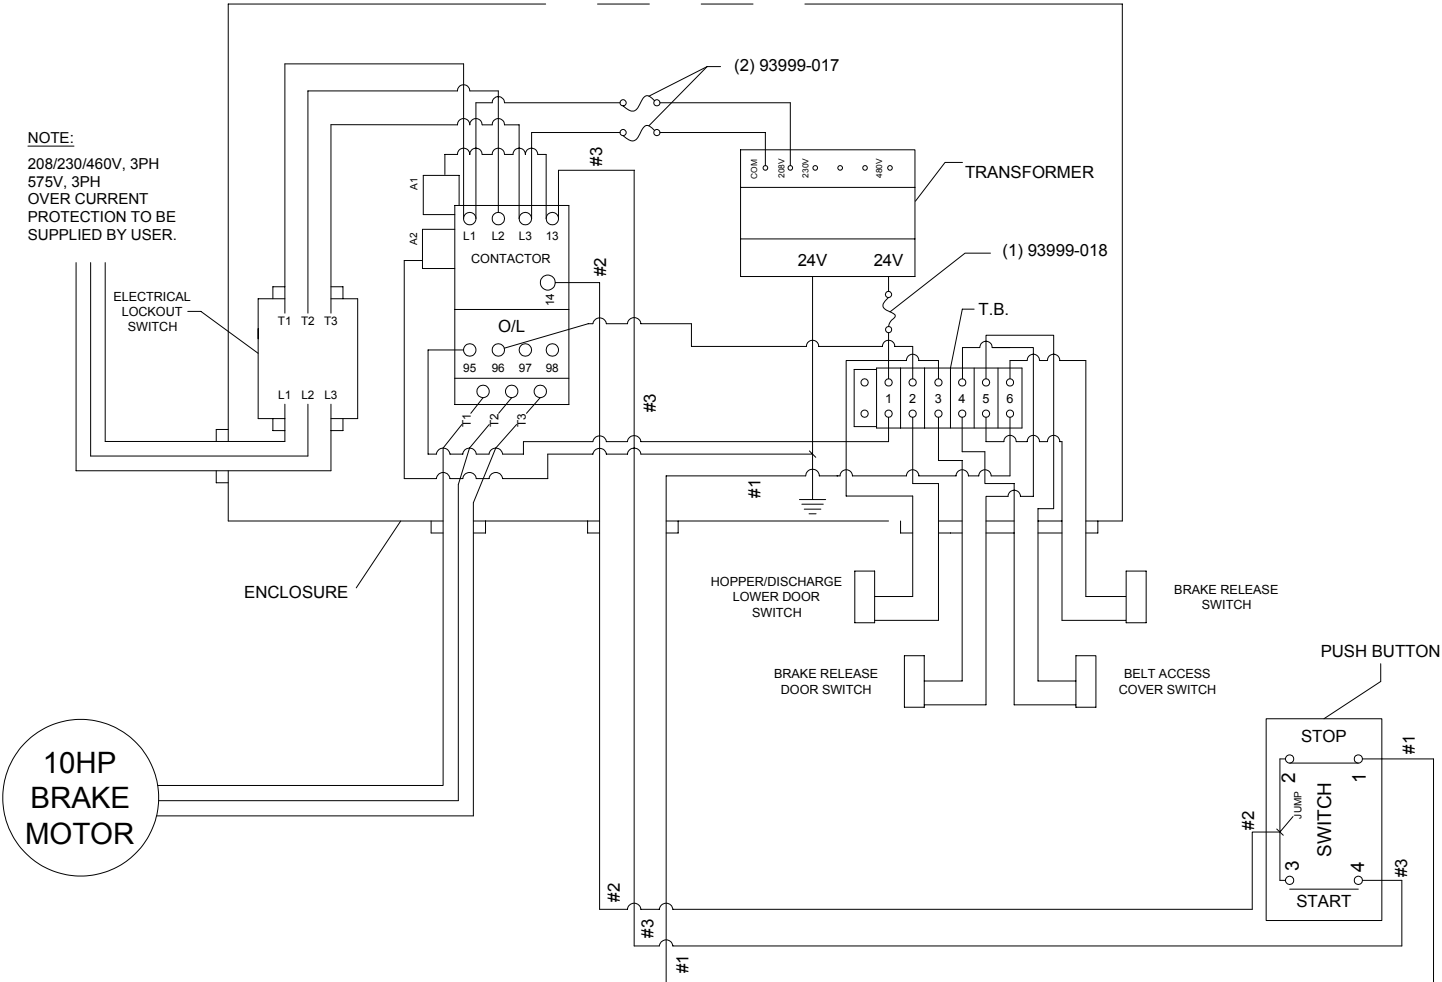 (2) 93999-017
NOTE:
208/230/460V, 3PH
575V, 3PH
OVER CURRENT
PROTECTION TO BE
SUPPLIED BY USER.
#3
COM
208V
230V
480V
TRANSFORMER
A1
A2
L1 L2 L3 13
CONTACTOR
14
#2
24V 24V
(1) 93999-018
ELECTRICAL
LOCKOUT
SWITCH
T1 T2 T3
O/L
T.B.
95 96 97 98
L1 L2 L3
T1 T2 T3
#3
1 2 3 4 5 6
#1
ENCLOSURE
HOPPER/DISCHARGE
LOWER DOOR
SWITCH
BRAKE RELEASE
SWITCH
BRAKE RELEASE
DOOR SWITCH
BELT ACCESS
COVER SWITCH
PUSH BUTTON
STOP
#1
2 1
JUMP
SWITCH
#2
3 4
#3
START
10HP
BRAKE
MOTOR
#2
#3
#1